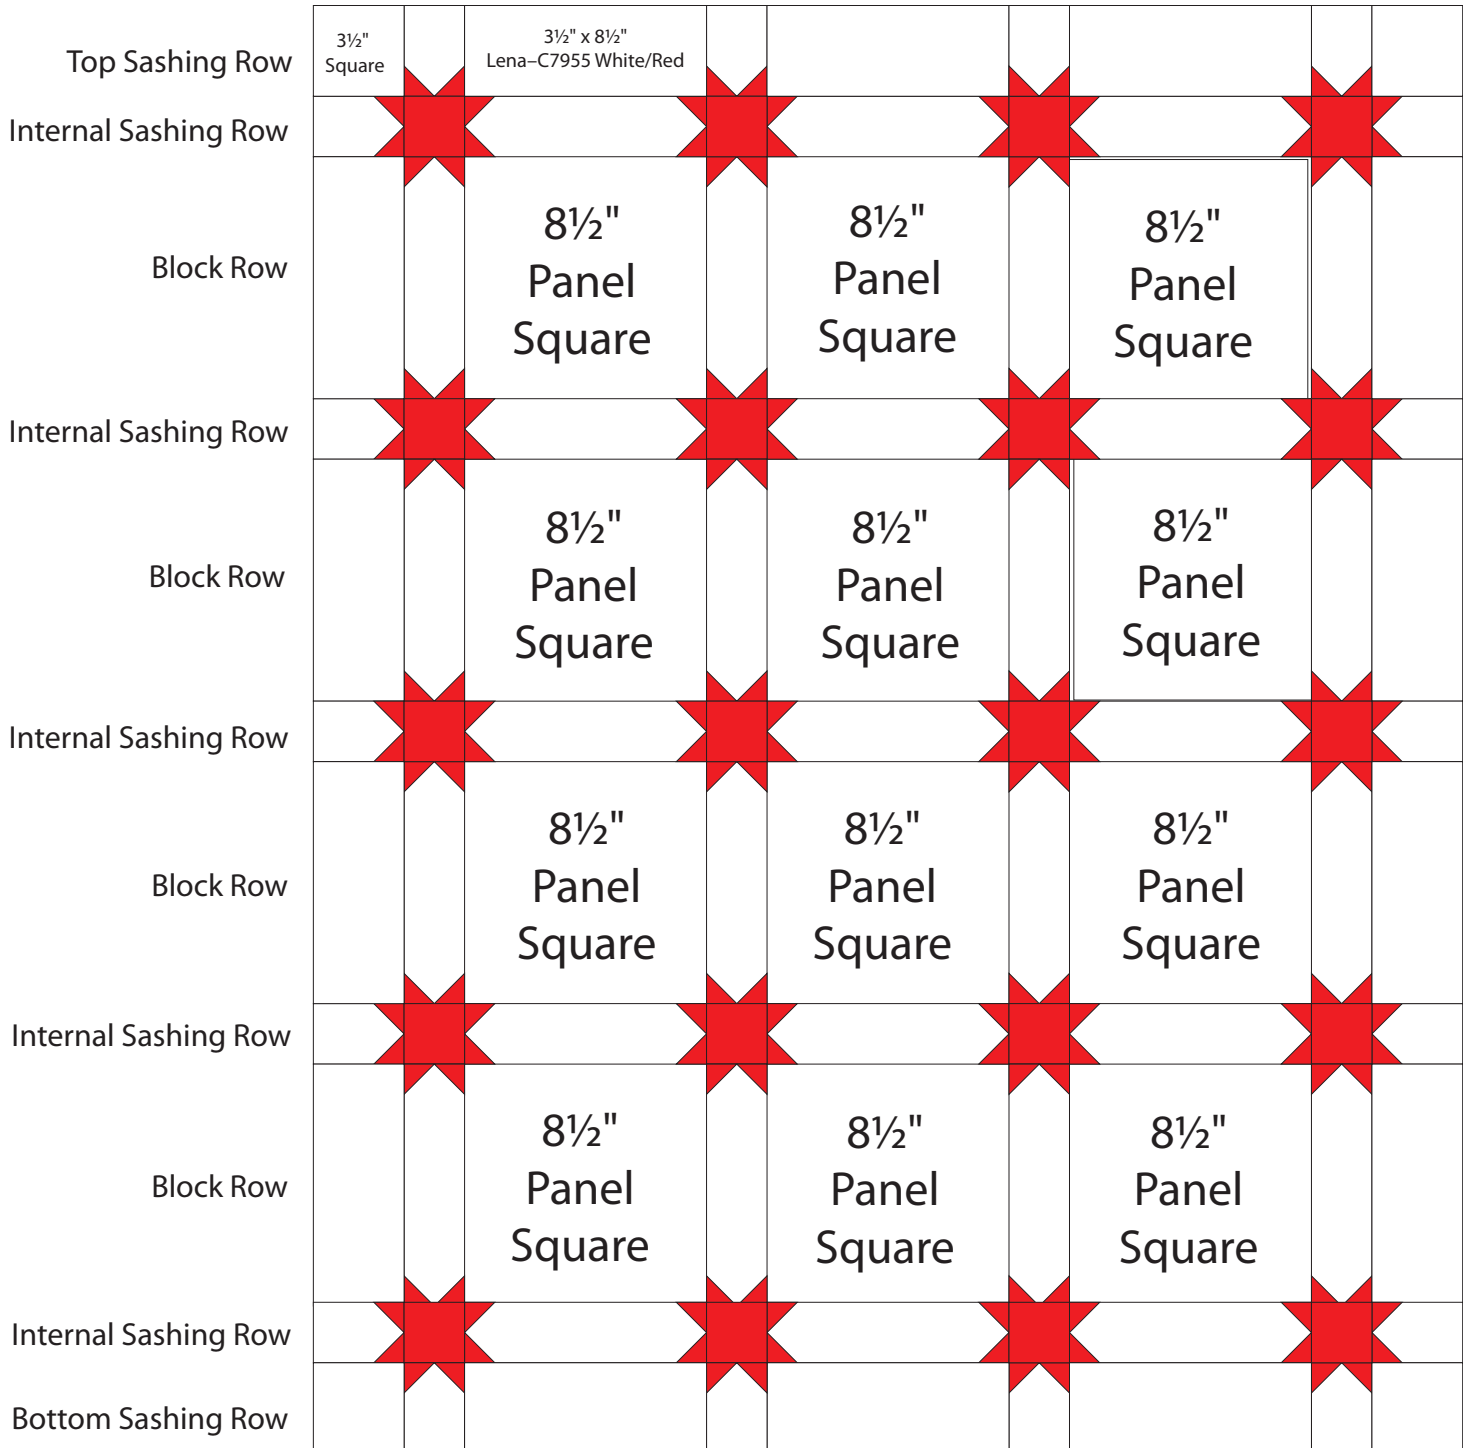 Top Sashing Row
3½"
Square
3½" x 8½"
Lena–C7955 White/Red
Internal Sashing Row
Block Row
8½"
Panel
Square
8½"
Panel
Square
8½"
Panel
Square
Internal Sashing Row
Block Row
8½"
Panel
Square
8½"
Panel
Square
8½"
Panel
Square
Internal Sashing Row
Block Row
8½"
Panel
Square
8½"
Panel
Square
8½"
Panel
Square
Internal Sashing Row
Block Row
8½"
Panel
Square
8½"
Panel
Square
8½"
Panel
Square
Internal Sashing Row
Bottom Sashing Row